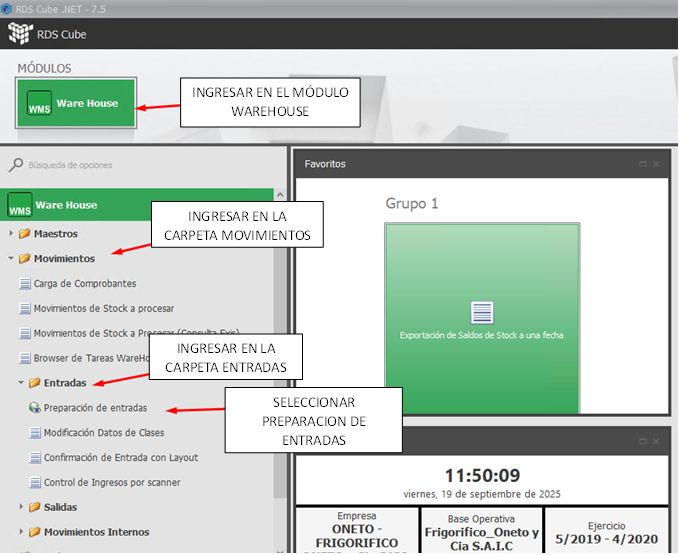 RDS Cube .NET - 7.5
RDS Cube
MÓDULOS
WMS Ware House
INGRESAR EN EL MÓDULO
WAREHOUSE
Búsqueda de opciones
WMS Ware House
INGRESAR EN LA
CARPETA MOVIMIENTOS
Maestros
Movimientos
Carga de Comprobantes
Movimientos de Stock a procesar
Movimientos de Stock a Procesar (Consulta Exis)
Browser de Tareas WareHo
INGRESAR EN LA
CARPETA ENTRADAS
Entradas
Preparación de entradas
SELECCIONAR
PREPARACION DE
ENTRADAS
Modificación Datos de Clases
Confirmación de Entrada con Layout
Control de Ingresos por scanner
Salidas
Movimientos Internos
Favoritos
Grupo 1
Exportación de Saldos de Stock a una fecha
11:50:09
viernes, 19 de septiembre de 2025
Empresa
ONETO -
FRIGORIFICO
Base Operativa
Frigorifico_Oneto y
Cia S.A.I.C
Ejercicio
5/2019 - 4/2020